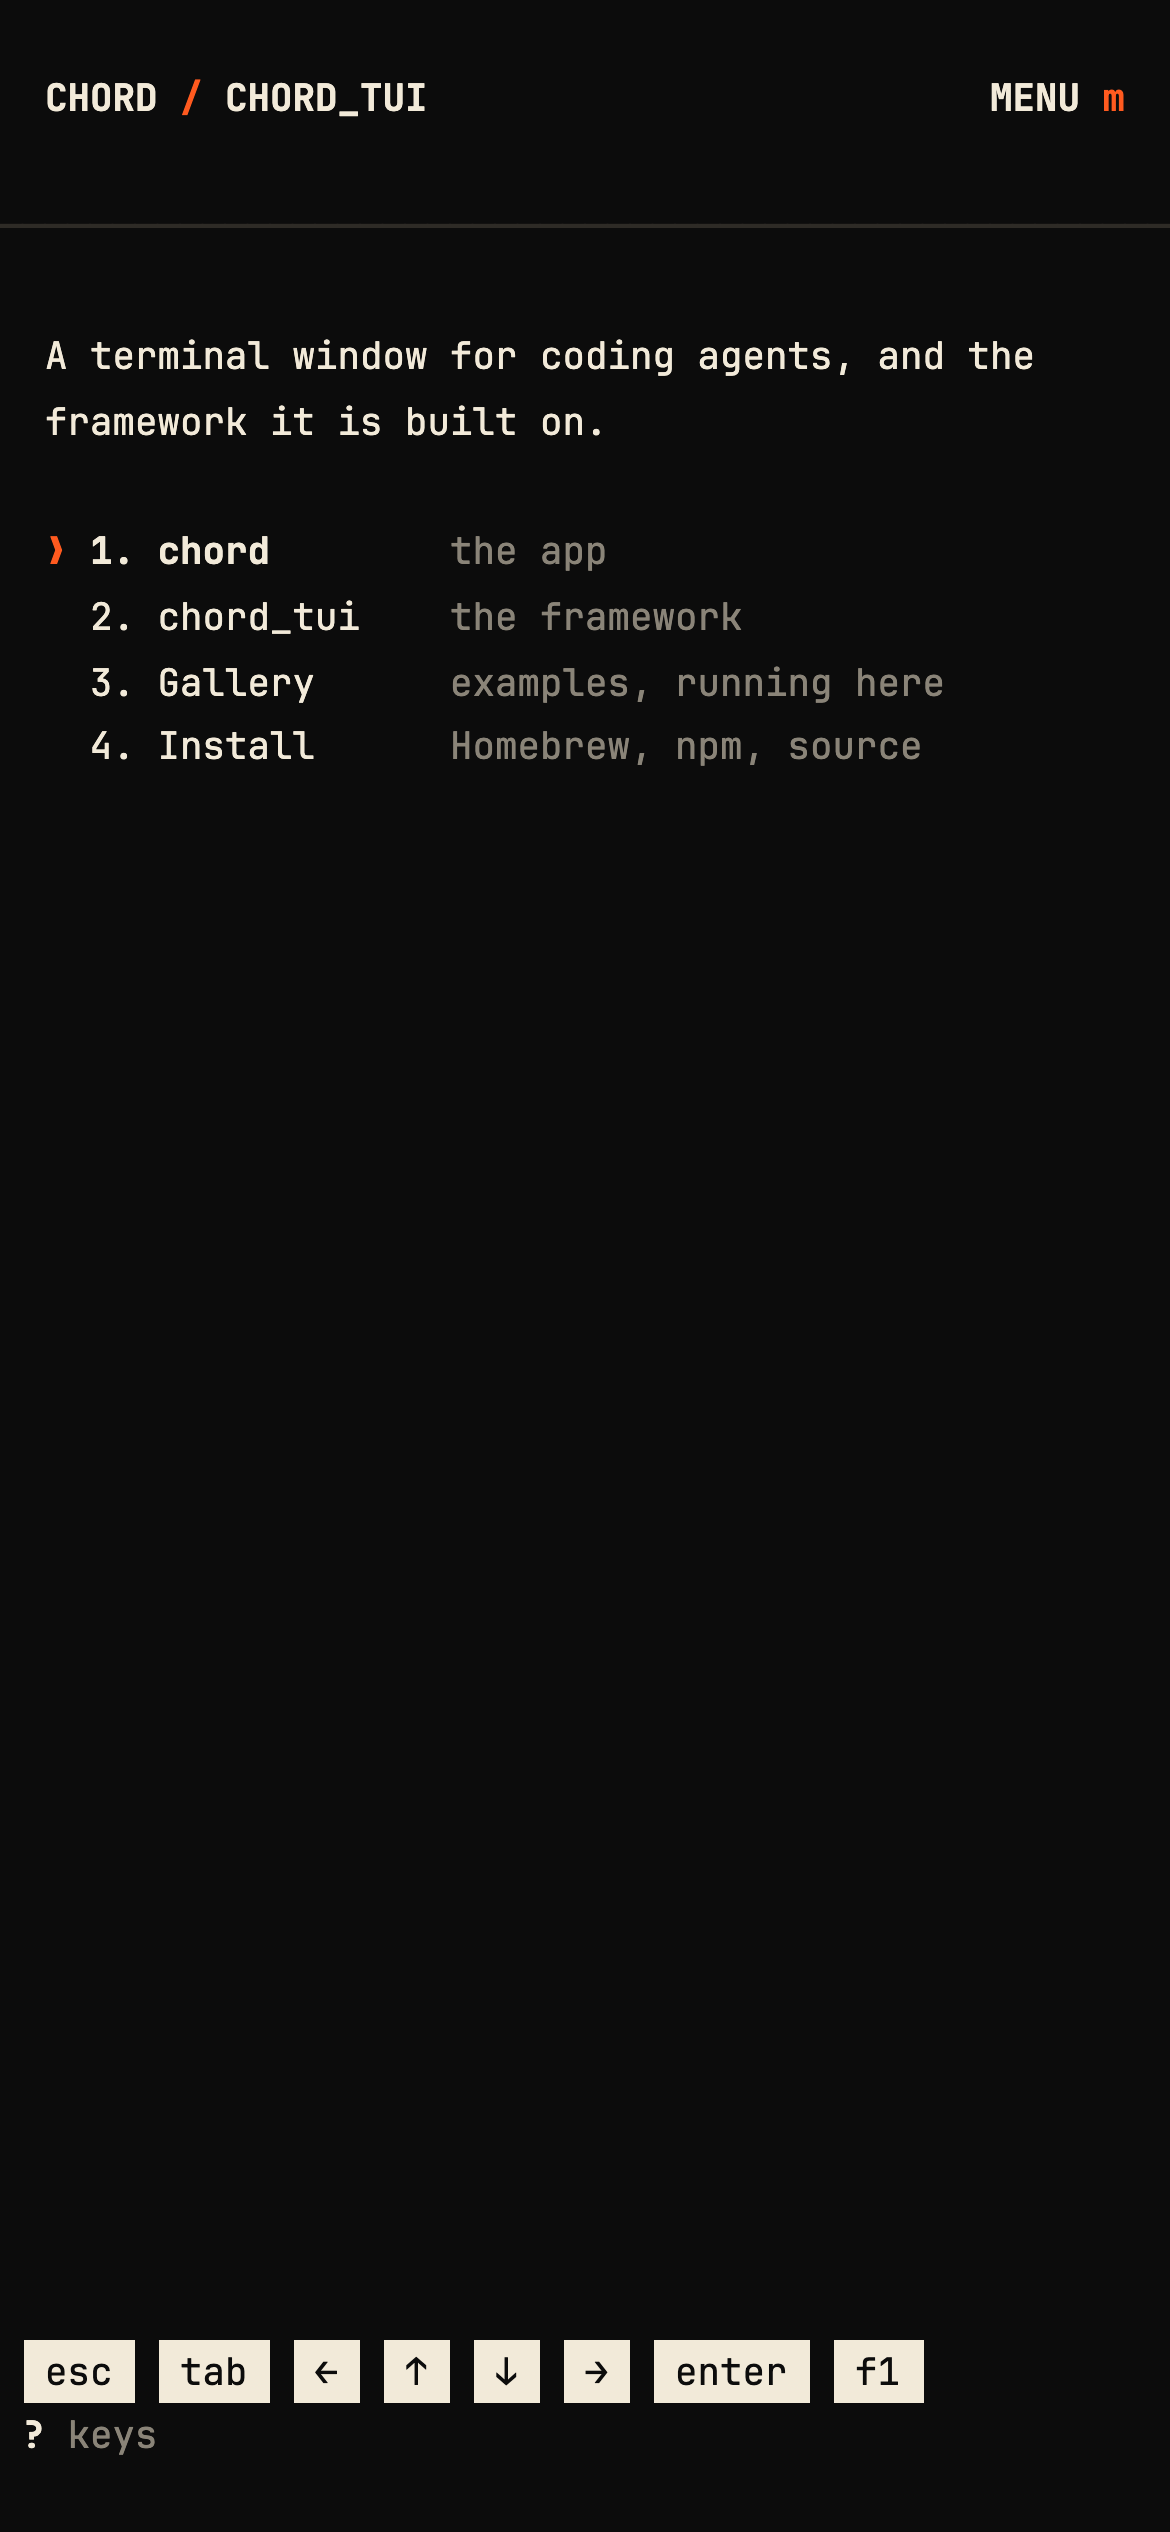 CHORD / CHORD_TUI MENU m
A terminal window for coding agents, and the
framework it is built on.
❯ 1. chord the app
2. chord_tui the framework
3. Gallery examples, running here
4. Install Homebrew, npm, source
esc tab ← ↑ ↓ → enter f1
? keys